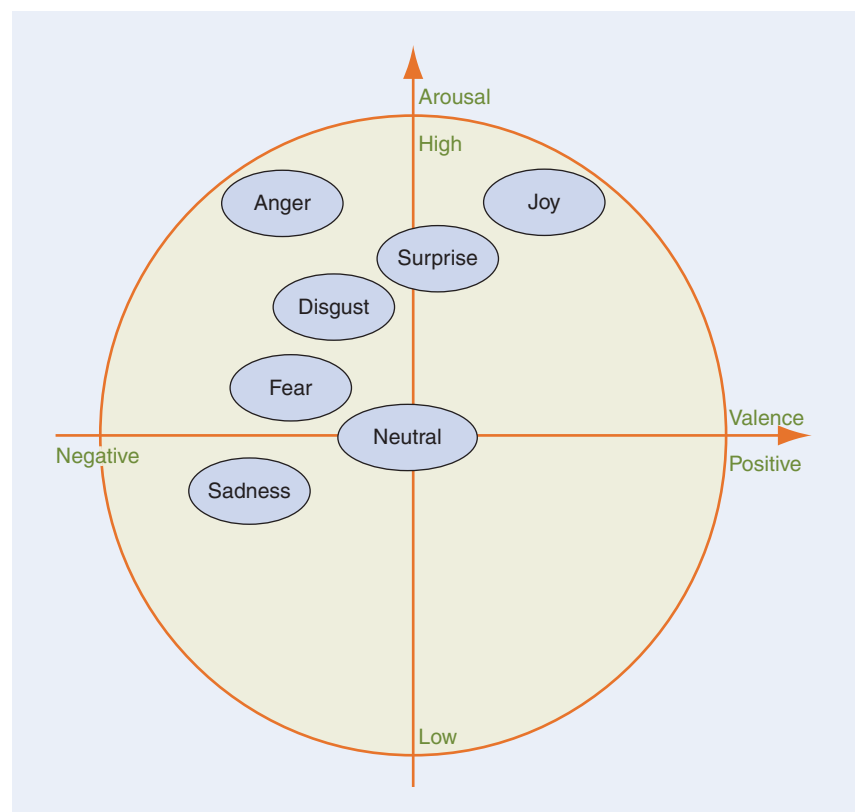 Arousal
High
Anger
Joy
Surprise
Disgust
Fear
Valence
Neutral
Negative
Positive
Sadness
Low